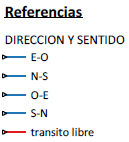 Referencias
DIRECCION Y SENTIDO
E-O
N-S
O-E
S-N
transito libre